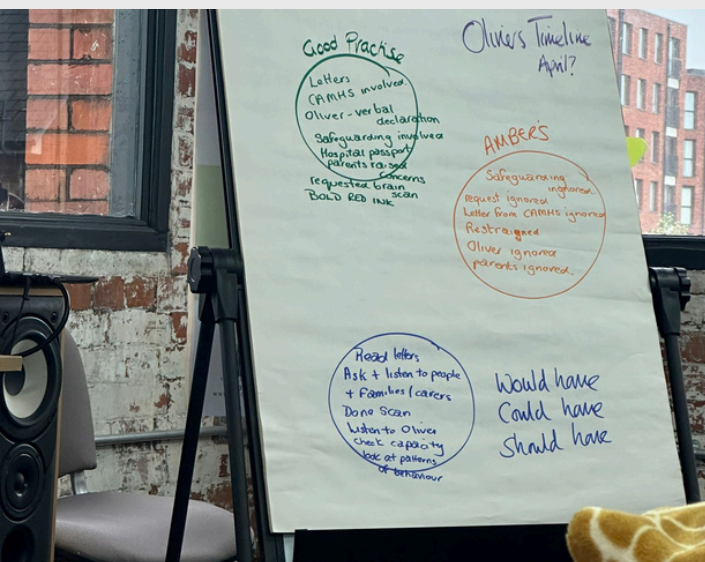 Good Practise
Letters
CAMHS involved.
Oliver-verbal
declaration
Safeguarding involved
Hospital passport
parents raised
concerns
requested brain
scan
BOLD RED INK
Olivers Timeline
April?
AMBER'S
Safeguarding
ingnored
request ignored
Letter from CAMHS ignored
Restraigned
Oliver ignored
parents ignored.
Read letters
Ask + listen to people
+ Families/carers
Done Scan
Listen to Oliver
check capacity
look at patterns
of behaviour
Would have
Could have
Should have